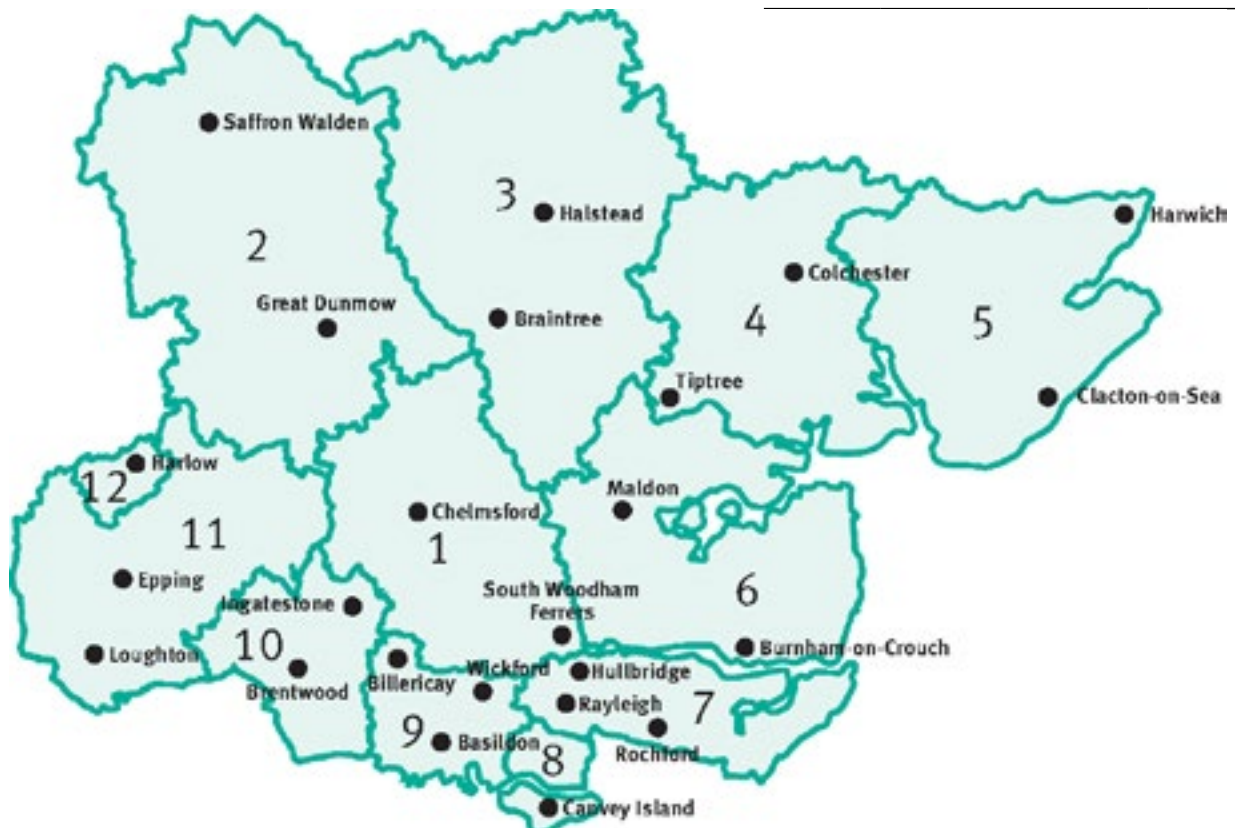 Saffron Walden
3
Halstead
Harwich
2
Colchester
Great Dunmow
Braintree
4
5
Tiptree
Clacton-on-Sea
Harlow
12
Maldon
Chelmsford
11
1
Epping
South Woodham
Ferrers
6
Ingatestone
10
Loughton
Burnham-on-Crouch
Brentwood
Billericay
Wickford
Hullbridge
Rayleigh
7
9
Basildon
Rochford
8
Canvey Island